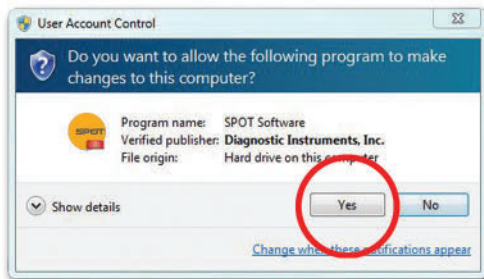 User Account Control
Do you want to allow the following program to make
changes to this computer?
SPOT
Program name: SPOT Software
Verified publisher: Diagnostic Instruments, Inc.
File origin: Hard drive on this computer
Show details
Yes
No
Change when these notifications appear